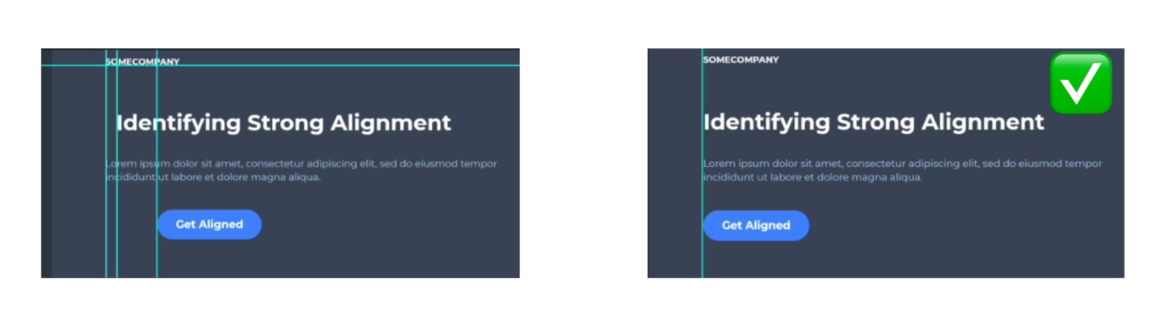 SOMECOMPANY
Identifying Strong Alignment
Lorem ipsum dolor sit amet, consectetur adipiscing elit, sed do eiusmod tempor
incididunt ut labore et dolore magna aliqua.
Get Aligned
SOMECOMPANY
Identifying Strong Alignment
Lorem ipsum dolor sit amet, consectetur adipiscing elit, sed do eiusmod tempor
incididunt ut labore et dolore magna aliqua.
Get Aligned